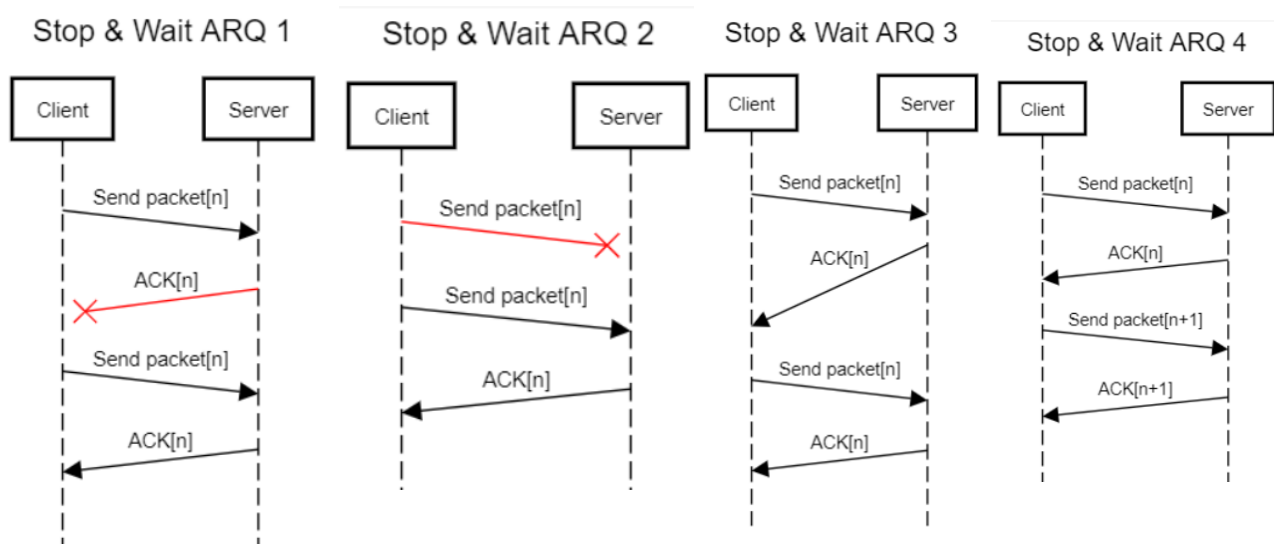 Stop & Wait ARQ 1
Client
Server
Send packet[n]
ACK[n]
Send packet[n]
ACK[n]
Stop & Wait ARQ 2
Client
Server
Send packet[n]
Send packet[n]
ACK[n]
Stop & Wait ARQ 3
Client
Server
Send packet[n]
ACK[n]
Send packet[n]
ACK[n]
Stop & Wait ARQ 4
Client
Server
Send packet[n]
ACK[n]
Send packet[n+1]
ACK[n+1]